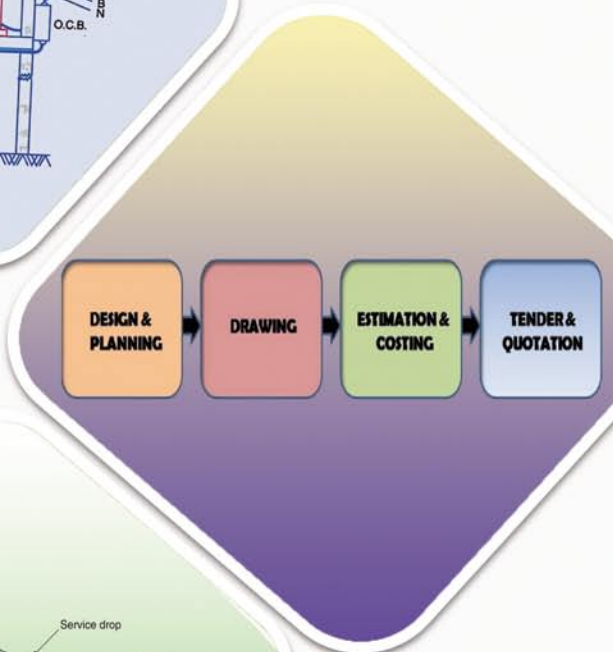 B
N
O.C.B.
DESIGN &
PLANNING
DRAWING
ESTIMATION &
COSTING
TENDER &
QUOTATION
Service drop